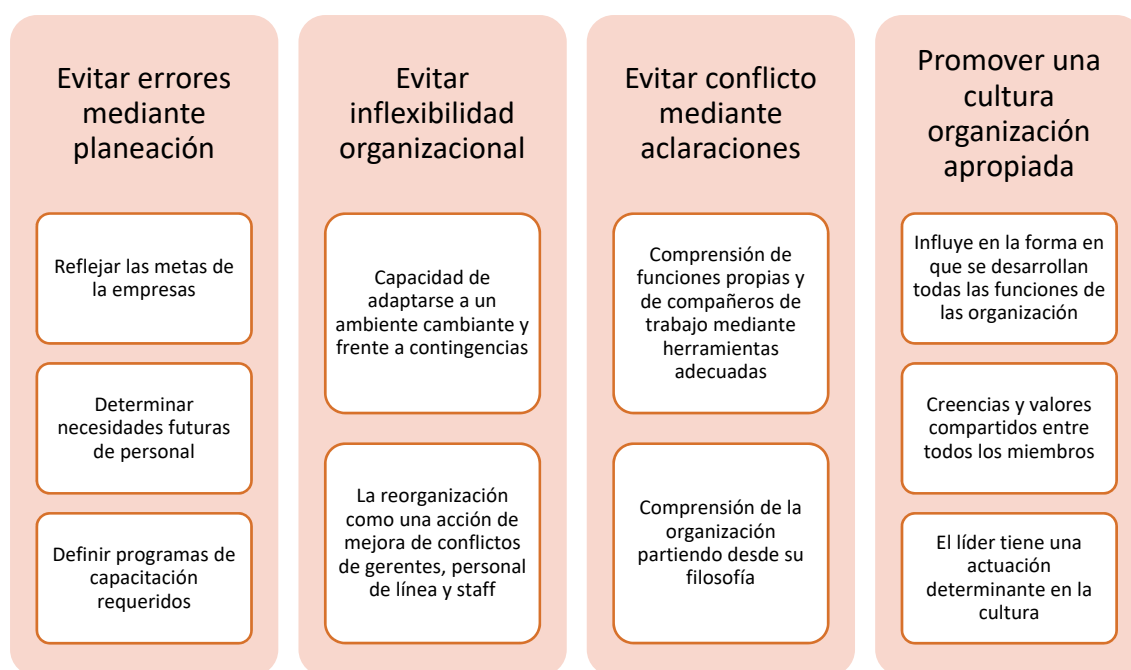 Evitar errores
mediante
planeación
Reflejar las metas de
la empresas
Determinar
necesidades futuras
de personal
Definir programas de
capacitación
requeridos
Evitar
inflexibilidad
organizacional
Capacidad de
adaptarse a un
ambiente cambiante y
frente a contingencias
La reorganización
como una acción de
mejora de conflictos
de gerentes, personal
de línea y staff
Evitar conflicto
mediante
aclaraciones
Comprensión de
funciones propias y
de compañeros de
trabajo mediante
herramientas
adecuadas
Comprensión de la
organización
partiendo desde su
filosofía
Promover una
cultura
organización
apropiada
Influye en la forma en
que se desarrollan
todas las funciones de
las organización
Creencias y valores
compartidos entre
todos los miembros
El líder tiene una
actuación
determinante en la
cultura